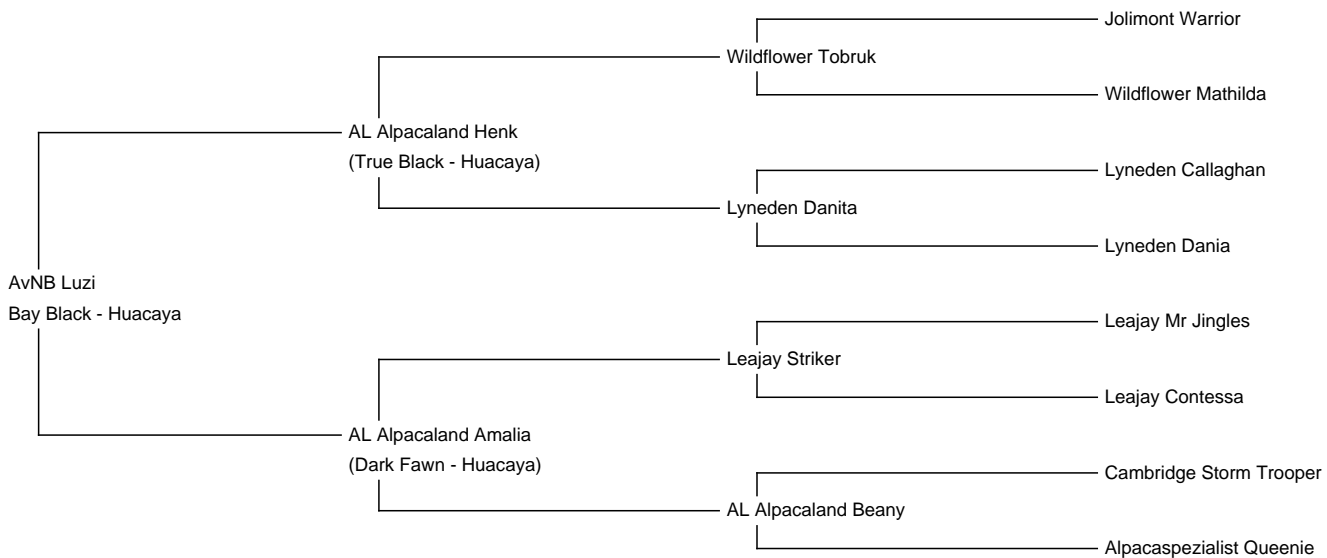 Jolimont Warrior
Wildflower Tobruk
Wildflower Mathilda
AL Alpacaland Henk
(True Black - Huacaya)
Lyneden Callaghan
Lyneden Danita
Lyneden Dania
AvNB Luzi
Bay Black - Huacaya
Leajay Mr Jingles
Leajay Striker
Leajay Contessa
AL Alpacaland Amalia
(Dark Fawn - Huacaya)
Cambridge Storm Trooper
AL Alpacaland Beany
Alpacaspezialist Queenie